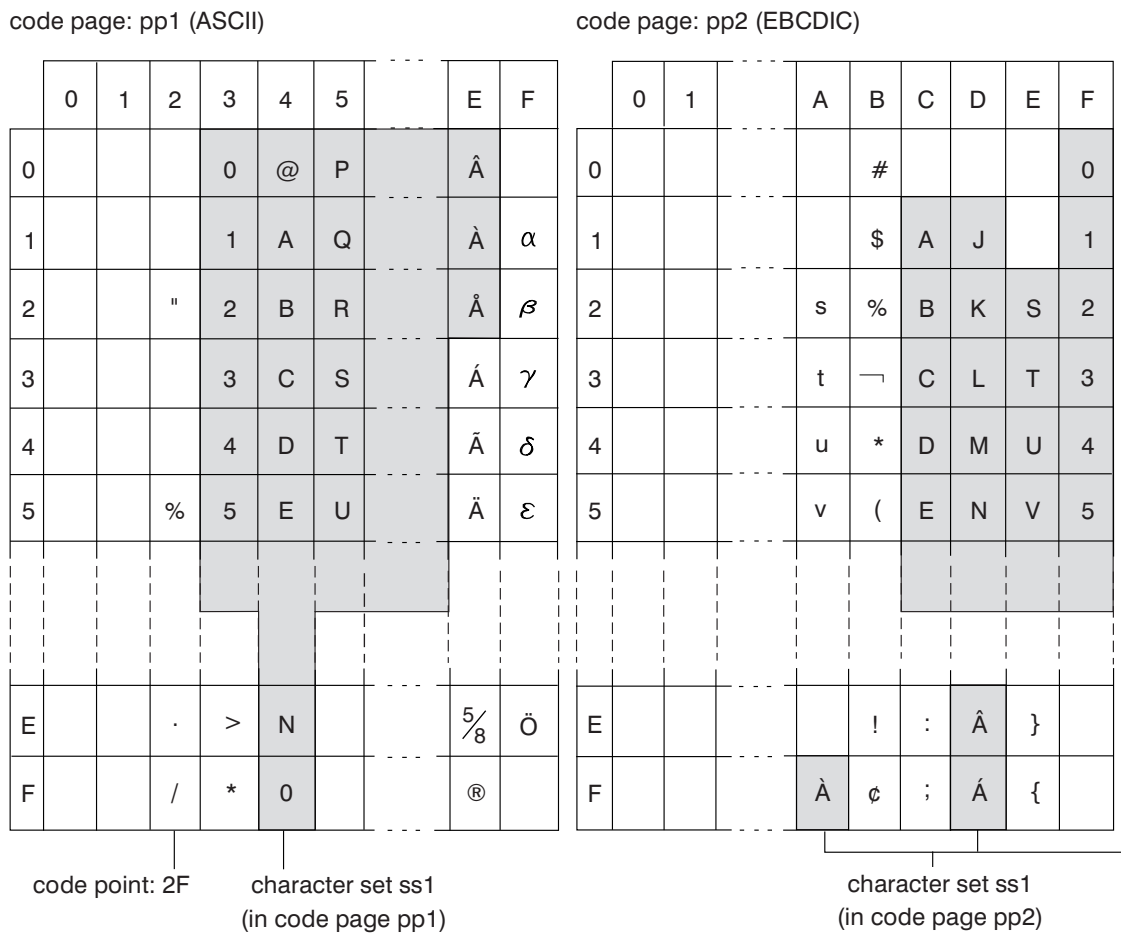 code page: pp1 (ASCII)
0 1 2 3 4 5 E F
0 0 @ P Â
1 1 A Q À α
2 " 2 B R Å β
3 3 C S Á γ
4 4 D T Ã δ
5 % 5 E U Ä ε
E · > N 5/8 Ö
F / * 0 ®
code point: 2F
character set ss1
(in code page pp1)
code page: pp2 (EBCDIC)
0 1 A B C D E F
0 # 0
1 $ A J 1
2 s % B K S 2
3 t ¬ C L T 3
4 u * D M U 4
5 v ( E N V 5
E ! : Â }
F À ¢ ; Á {
character set ss1
(in code page pp2)